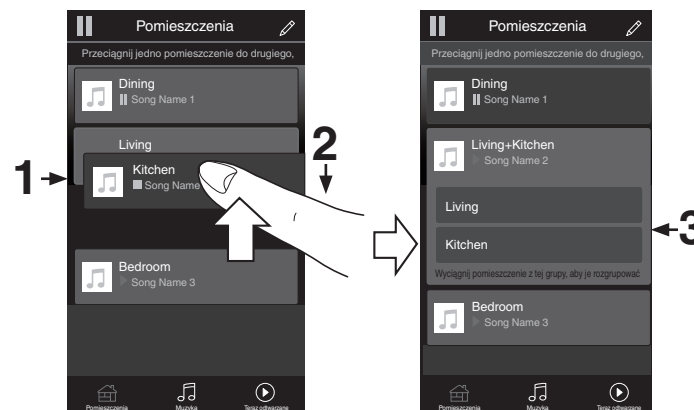 Pomieszczenia
Przeciągnij jedno pomieszczenie do drugiego,
Dining
Song Name 1
Living
Kitchen
Song Name
Bedroom
Song Name 3
Pomieszczenia
Muzyka
Teraz odtwarzane
1
2
Pomieszczenia
Przeciągnij jedno pomieszczenie do drugiego,
Dining
Song Name 1
Living+Kitchen
Song Name 2
Living
Kitchen
Wyciągnij pomieszczenie z tej grupy, aby je rozgrupować
Bedroom
Song Name 3
Pomieszczenia
Muzyka
Teraz odtwarzane
3